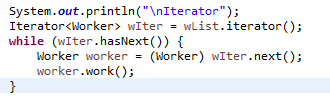 System.out.println("\nIterator");
Iterator<Worker> wIter = wList.iterator();
while (wIter.hasNext()) {
    Worker worker = (Worker) wIter.next();
    worker.work();
}